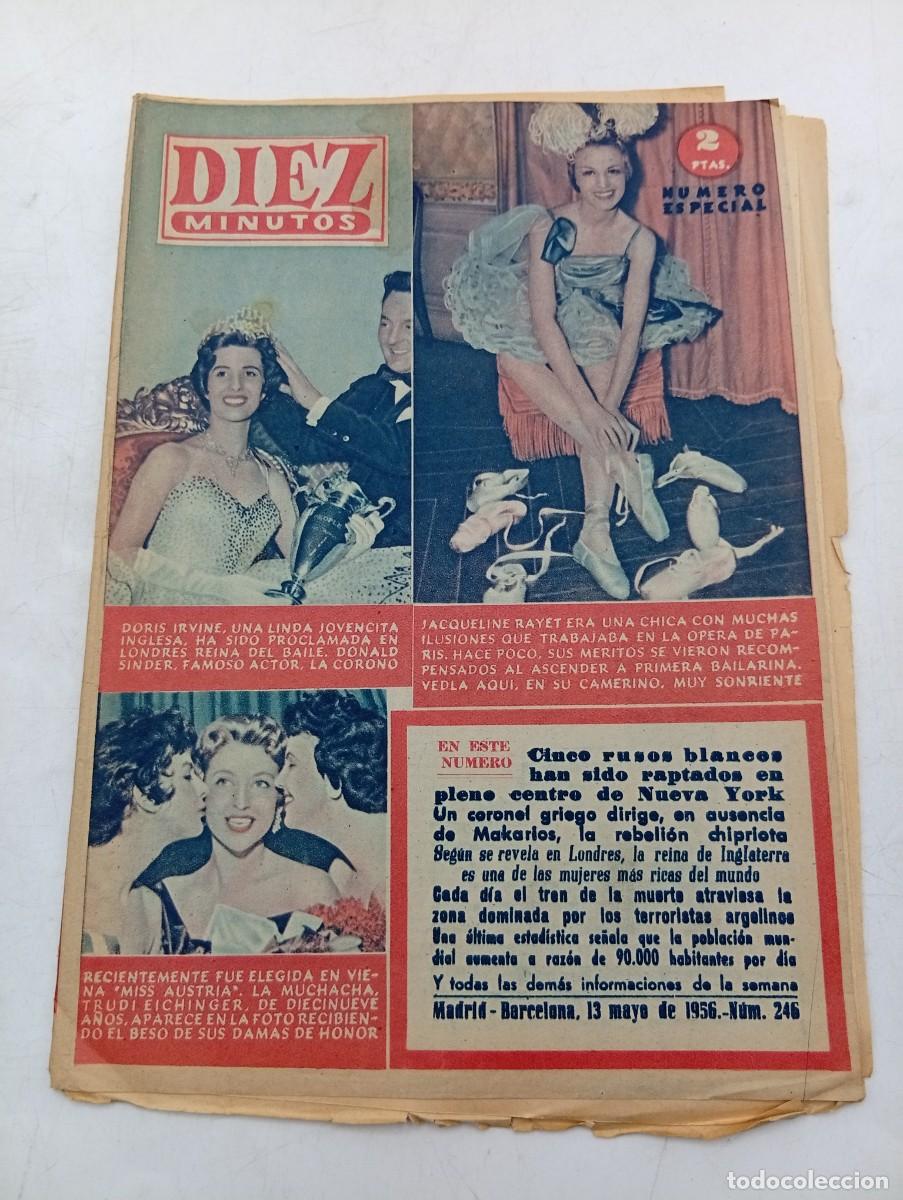 DIEZ
MINUTOS
2
PTAS.
NUMERO
ESPECIAL
DORIS IRVINE, UNA LINDA JOVENCITA
INGLESA, HA SIDO PROCLAMADA EN
LONDRES REINA DEL BAILE. DONALD
SINDER, FAMOSO ACTOR, LA CORONO
JACQUELINE RAYET ERA UNA CHICA CON MUCHAS
ILUSIONES QUE TRABAJABA EN LA OPERA DE PA-
RIS. HACE POCO, SUS MERITOS SE VIERON RECOM-
PENSADOS AL ASCENDER A PRIMERA BAILARINA.
VEDLA AQUI, EN SU CAMERINO, MUY SONRIENTE
RECIENTEMENTE FUE ELEGIDA EN VIE-
NA "MISS AUSTRIA". LA MUCHACHA,
TRUDI EICHINGER, DE DIECINUEVE
AÑOS, APARECE EN LA FOTO RECIBIEN-
DO EL BESO DE SUS DAMAS DE HONOR
EN ESTE
NUMERO
Cinco rusos blancos
han sido raptados en
pleno centro de Nueva York
Un coronel griego dirige, en ausencia
de Makarios, la rebelión chipriota
Según se revela en Londres, la reina de Inglaterra
es una de las mujeres más ricas del mundo
Cada día el tren de la muerte atraviesa la
zona dominada por los terroristas argelinos
Una última estadística señala que la población mun-
dial aumenta a razón de 90.000 habitantes por día
Y todas las demás informaciones de la semana
Madrid - Barcelona, 13 mayo de 1956.-Núm. 246
todocoleccion